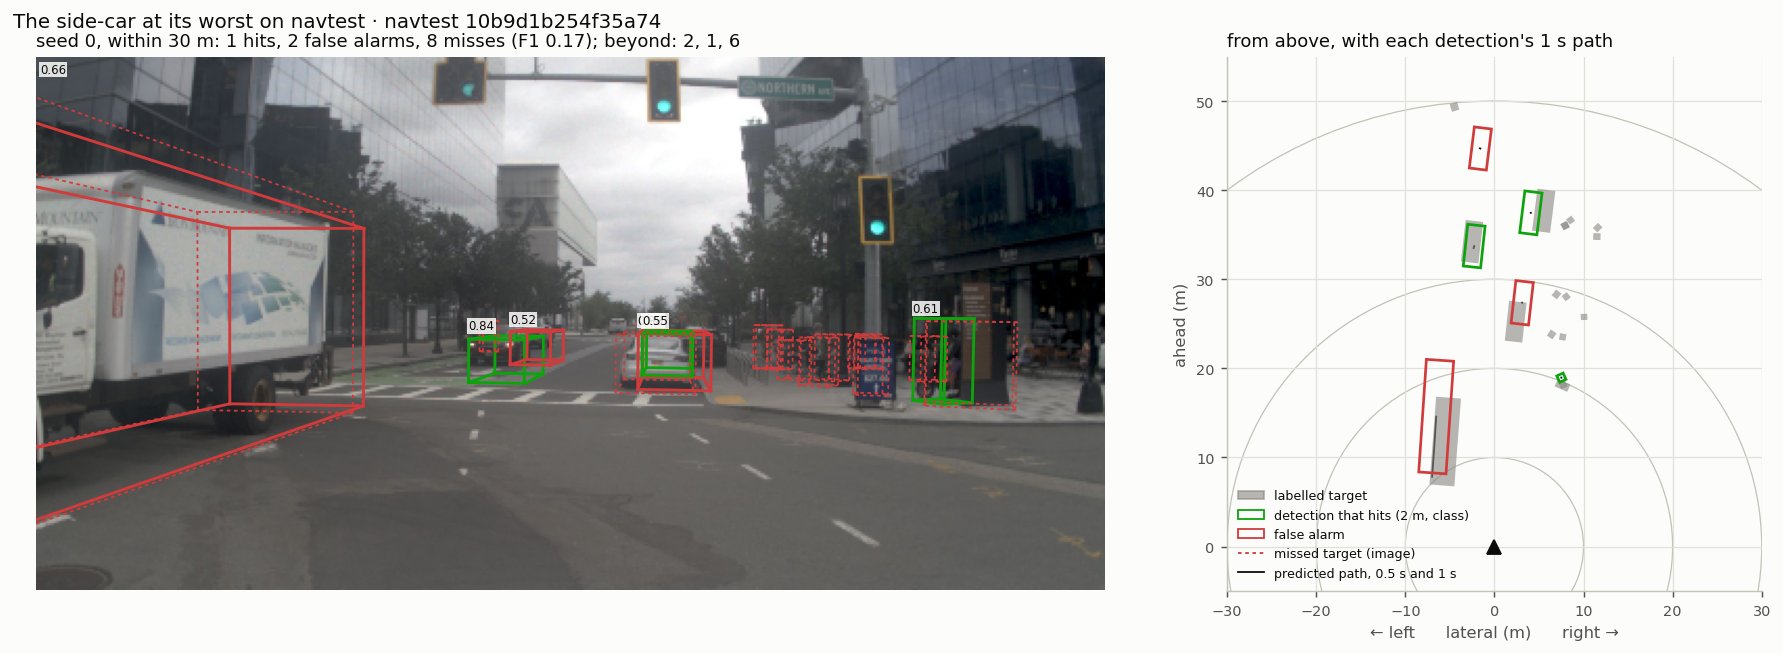 The side-car at its worst on navtest · navtest 10b9d1b254f35a74
seed 0, within 30 m: 1 hits, 2 false alarms, 8 misses (F1 0.17); beyond: 2, 1, 6
0.66
NORTHERN AVE
MOUNTAIN
0.84
0.52
0.55
0.61
from above, with each detection's 1 s path
50
40
30
20
10
0
ahead (m)
labelled target
detection that hits (2 m, class)
false alarm
missed target (image)
predicted path, 0.5 s and 1 s
−30
−20
−10
0
10
20
30
← left lateral (m) right →